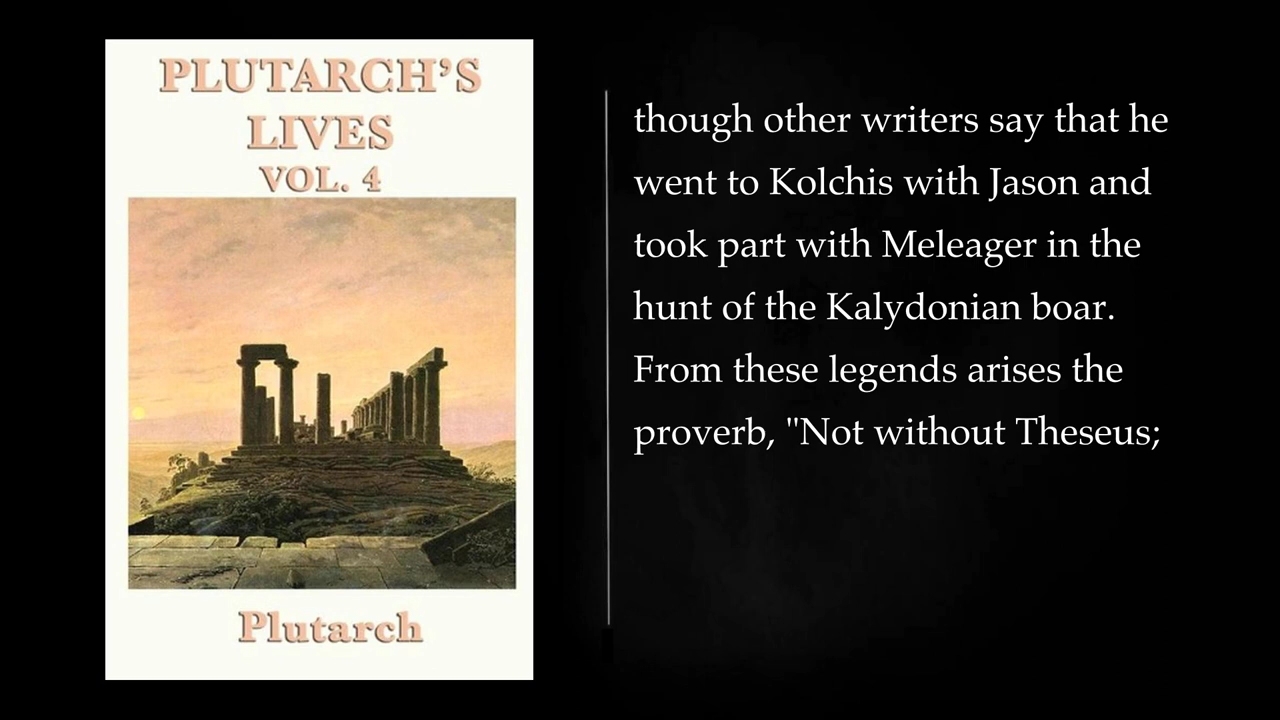 PLUTARCH'S
LIVES
VOL. 4
Plutarch
though other writers say that he
went to Kolchis with Jason and
took part with Meleager in the
hunt of the Kalydonian boar.
From these legends arises the
proverb, "Not without Theseus;